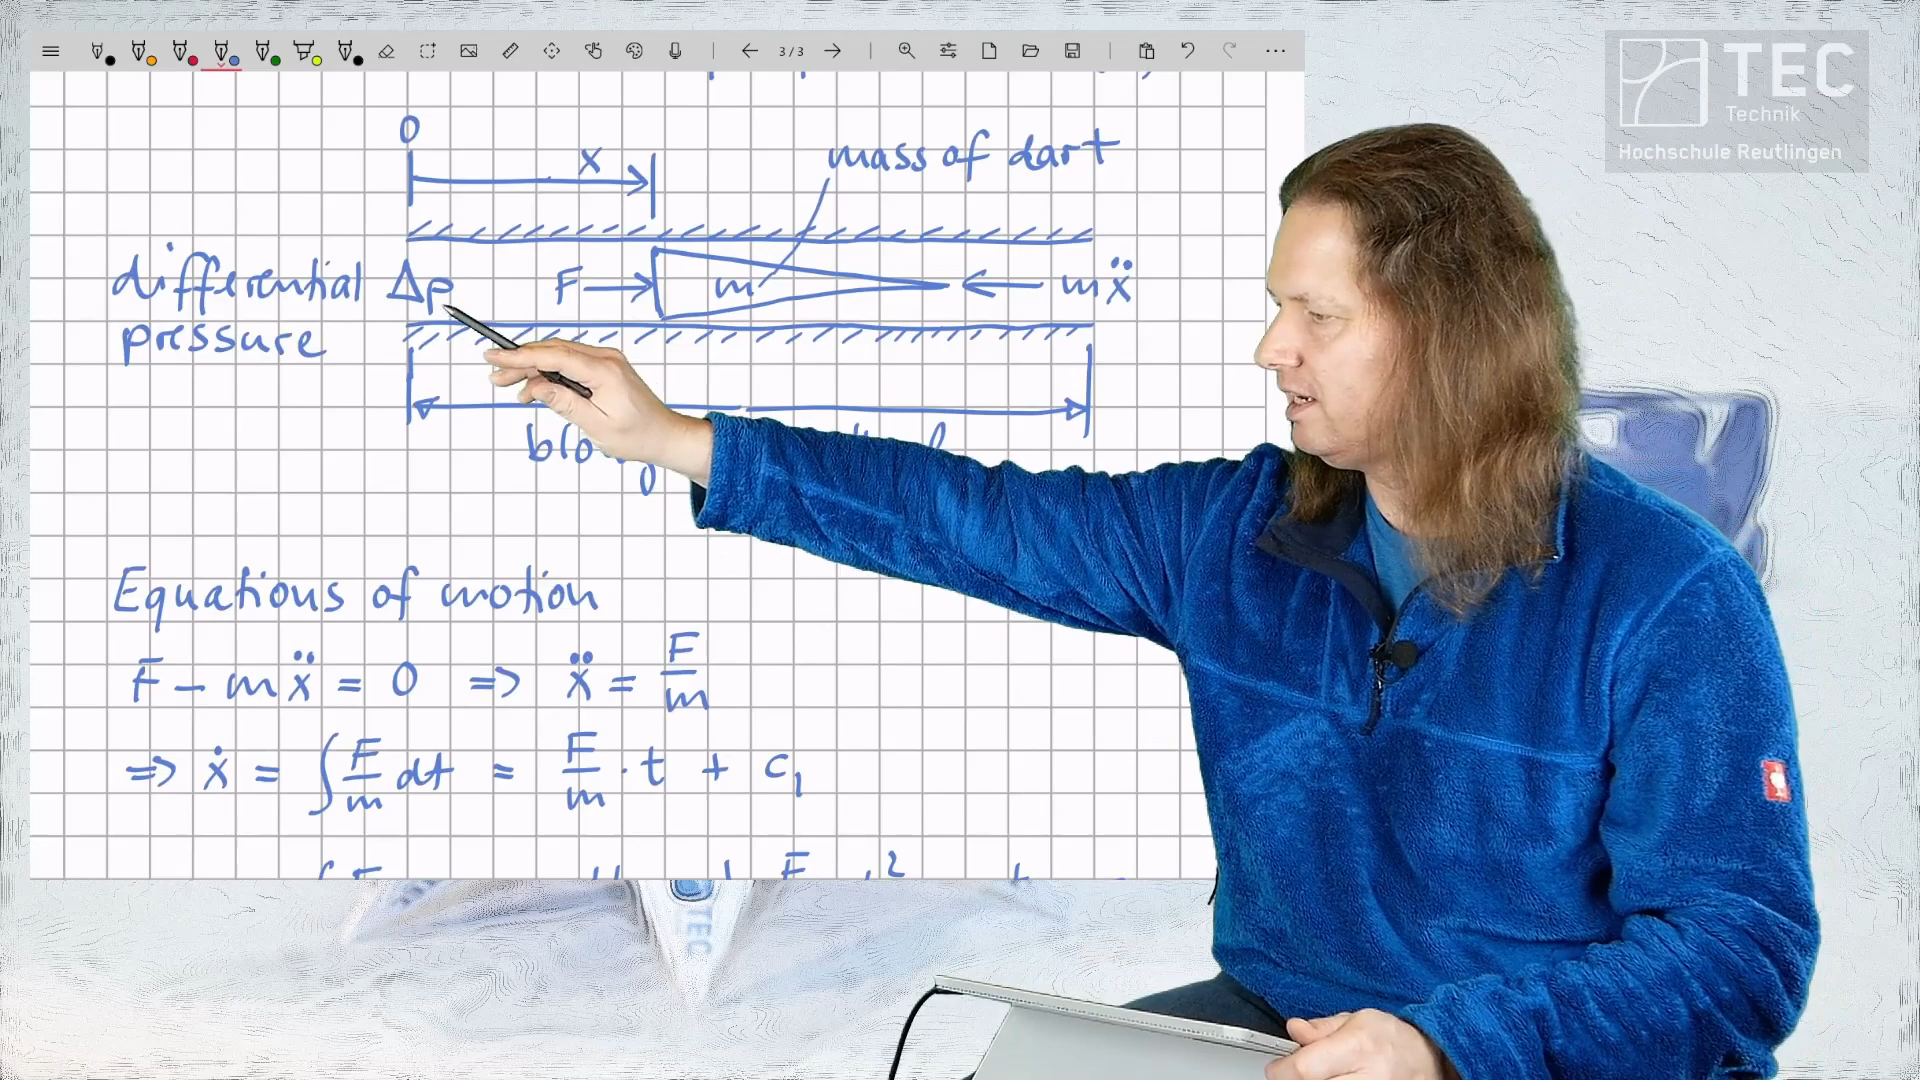 3 / 3
TEC
Technik
Hochschule Reutlingen
0
x
mass of dart
differential Δp F m mẍ
pressure
Equations of motion
F - mẍ = 0 => ẍ = F/m
=> ẋ = ∫ F/m dt = F/m · t + c₁
TEC